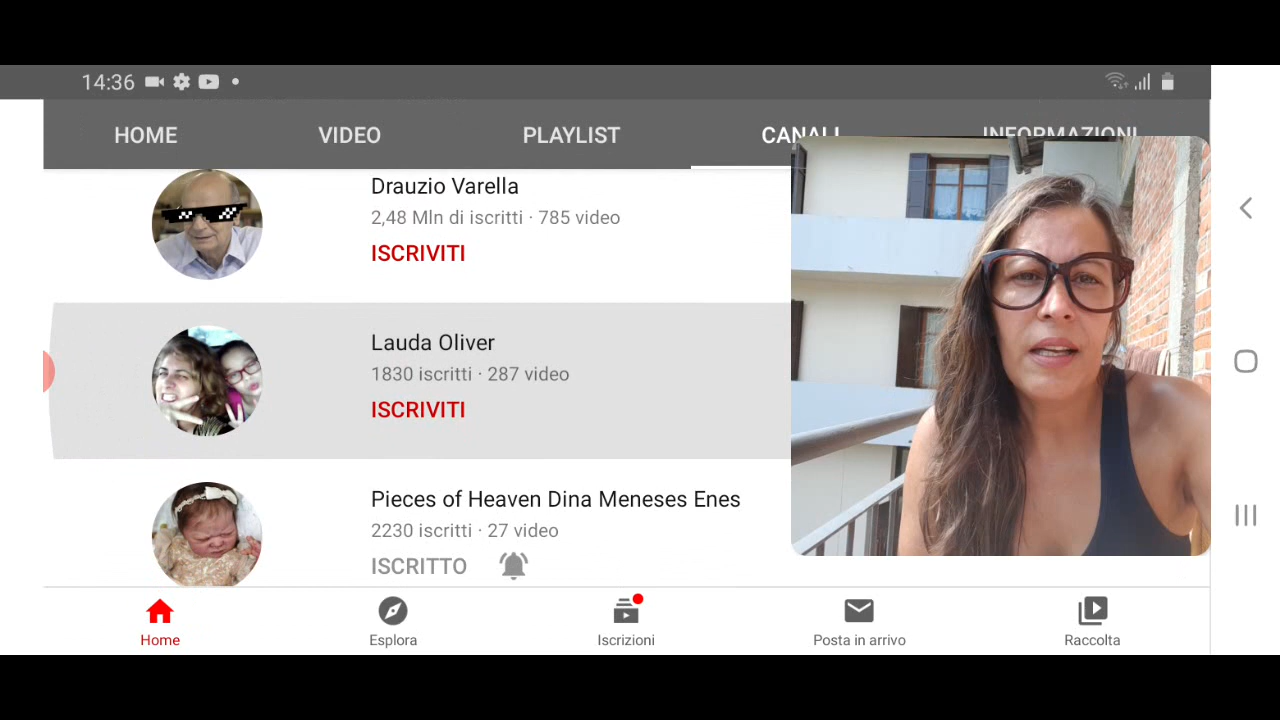 14:36
HOME VIDEO PLAYLIST CANALI INFORMAZIONI
Drauzio Varella
2,48 Mln di iscritti · 785 video
ISCRIVITI
Lauda Oliver
1830 iscritti · 287 video
ISCRIVITI
Pieces of Heaven Dina Meneses Enes
2230 iscritti · 27 video
ISCRITTO
Home Esplora Iscrizioni Posta in arrivo Raccolta